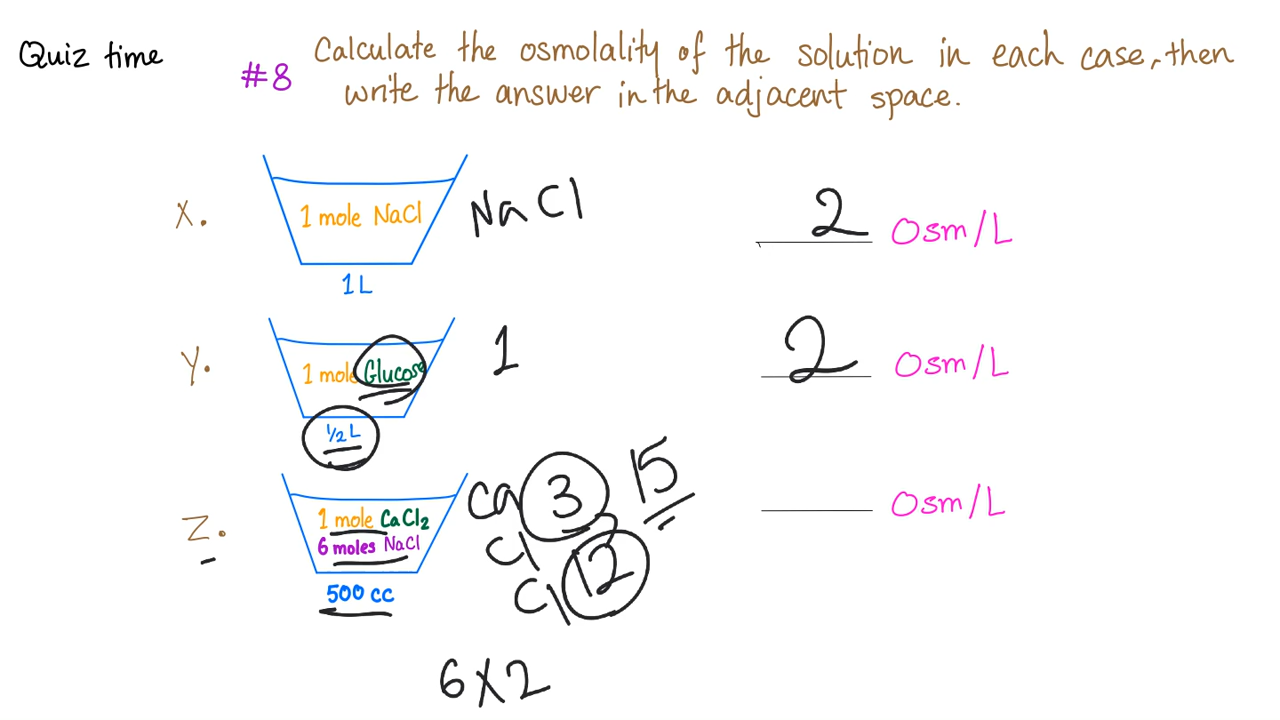 Quiz time
#8 Calculate the osmolality of the solution in each case, then
write the answer in the adjacent space.
X. 1 mole NaCl NaCl 2 Osm/L
1L
Y. 1 mole Glucose 1 2 Osm/L
½ L
Z. 1 mole CaCl2 Ca 3 15 Osm/L
6 moles NaCl Cl 12
500 cc Cl
6X2